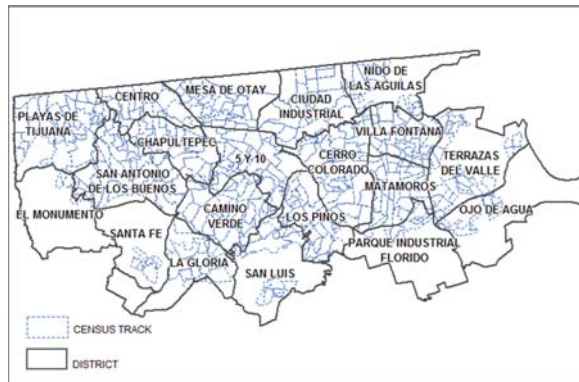 NIDO DE
LAS AGUILAS
MESA DE OTAY
CENTRO
CIUDAD
INDUSTRIAL
PLAYAS DE
TIJUANA
CHAPULTEPEC
VILLA FONTANA
5 Y 10
CERRO
COLORADO
TERRAZAS
DEL VALLE
SAN ANTONIO
DE LOS BUENOS
MATAMOROS
EL MONUMENTO
CAMINO
VERDE
LOS PINOS
OJO DE AGUA
SANTA FE
PARQUE INDUSTRIAL
FLORIDO
LA GLORIA
SAN LUIS
CENSUS TRACK
DISTRICT